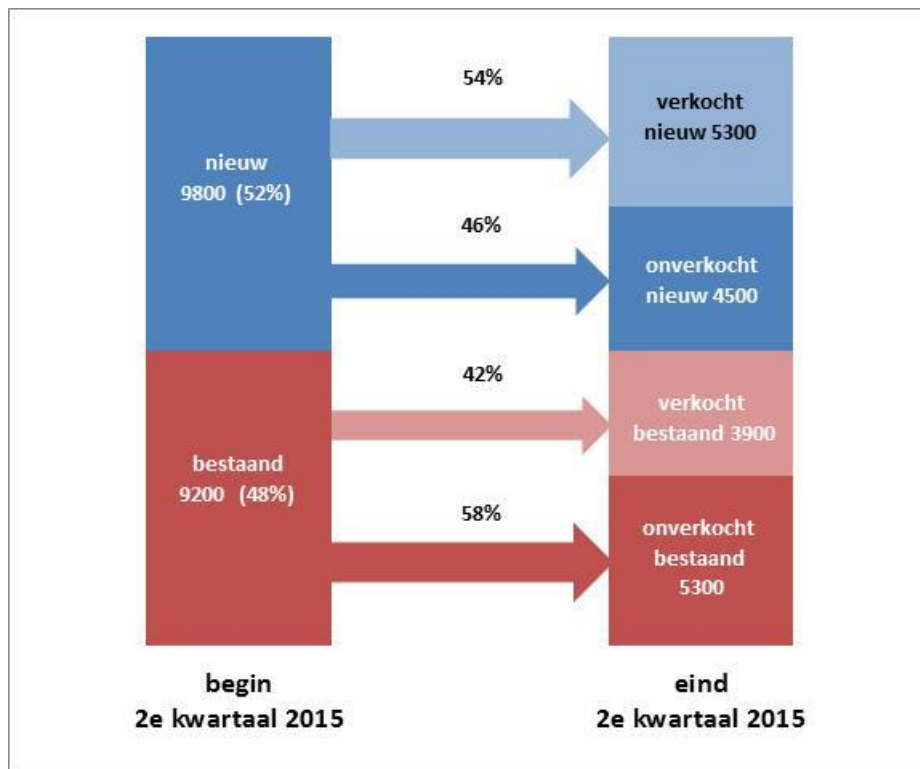 nieuw
9800 (52%)
bestaand
9200 (48%)
54%
46%
42%
58%
verkocht
nieuw 5300
onverkocht
nieuw 4500
verkocht
bestaand 3900
onverkocht
bestaand
5300
begin
2e kwartaal 2015
eind
2e kwartaal 2015